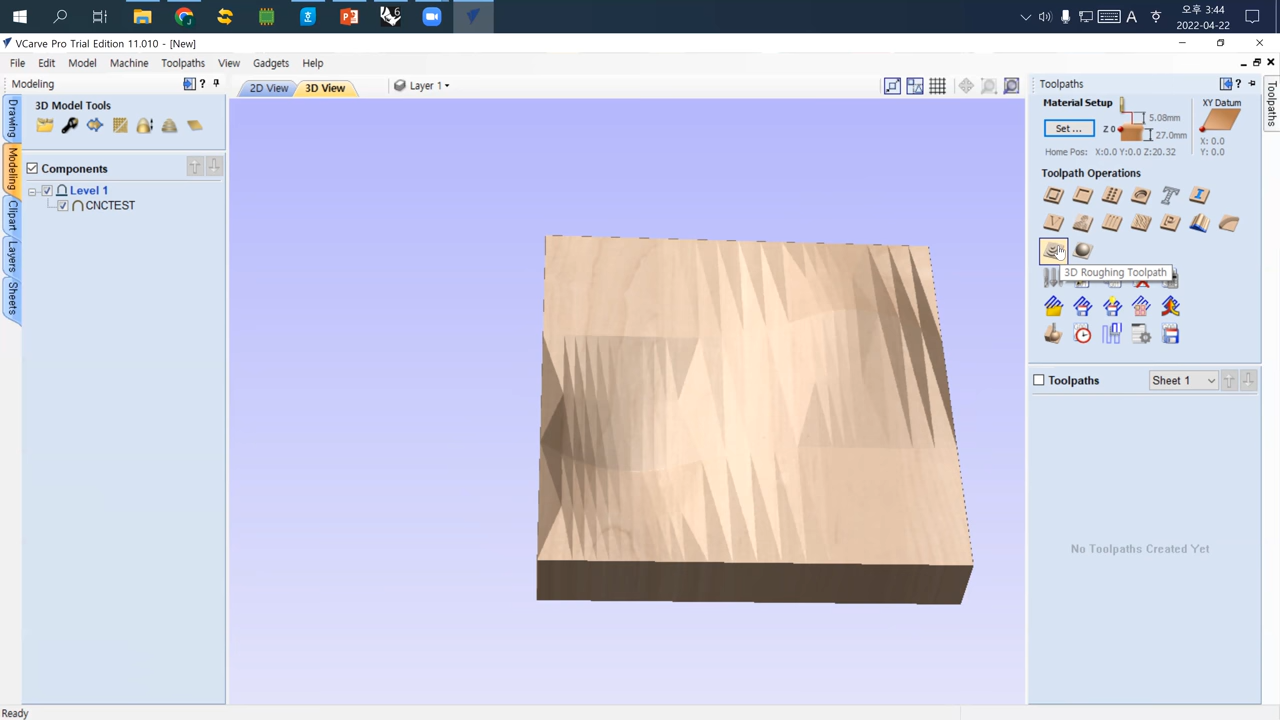 A
오후 3:44
2022-04-22
VCarve Pro Trial Edition 11.010 - [New]
File Edit Model Machine Toolpaths View Gadgets Help
Modeling ?
2D View 3D View Layer 1
Toolpaths ?
Toolpaths
Drawing
Modeling
Clipart
Layers
Sheets
3D Model Tools
Components
Level 1
CNCTEST
Material Setup
XY Datum
Set ...
Z 0
5.08mm
27.0mm
X: 0.0
Y: 0.0
Home Pos: X:0.0 Y:0.0 Z:20.32
Toolpath Operations
3D Roughing Toolpath
Toolpaths Sheet 1
No Toolpaths Created Yet
Ready